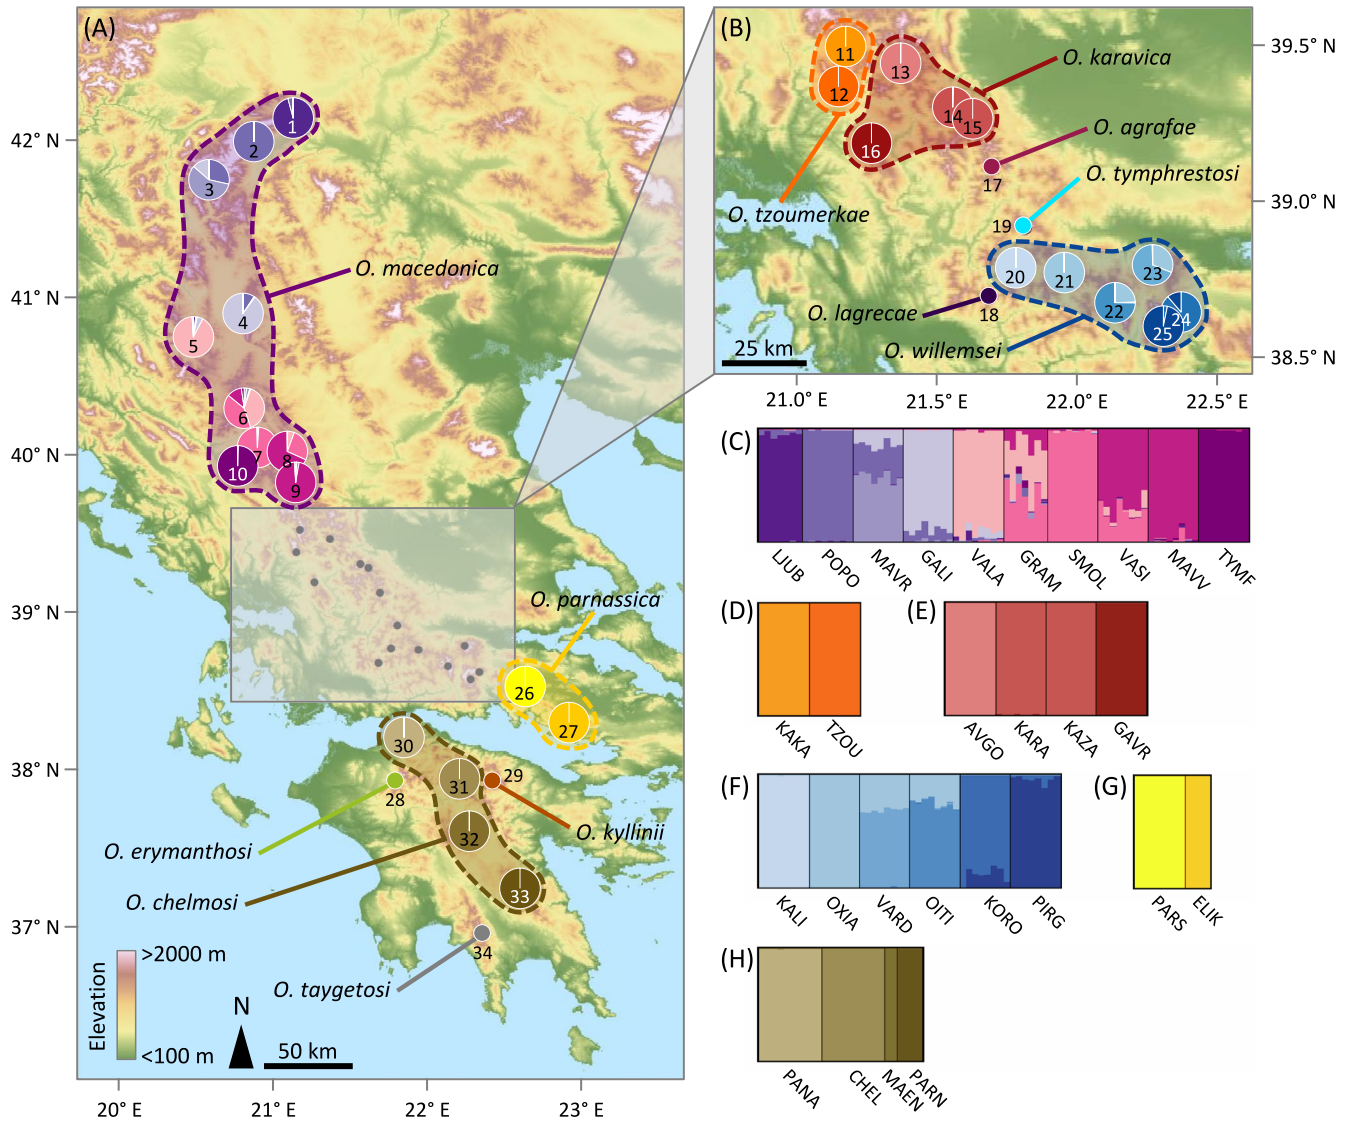 (A)
42° N
41° N
40° N
39° N
38° N
37° N
20° E
21° E
22° E
23° E
1
2
3
4
5
6
7
8
9
10
O. macedonica
O. parnassica
26
27
30
31
29
28
32
33
34
O. kyllinii
O. erymanthosi
O. chelmosi
O. taygetosi
Elevation
>2000 m
<100 m
N
50 km
(B)
39.5° N
39.0° N
38.5° N
21.0° E
21.5° E
22.0° E
22.5° E
11
12
13
14
15
16
17
19
20
21
23
22
24
25
18
O. karavica
O. agrafae
O. tymphrestosi
O. tzoumerkae
O. lagrecae
O. willemsei
25 km
(C)
LJUB
POPO
MAVR
GALI
VALA
GRAM
SMOL
VASI
MAVV
TYMF
(D)
KAKA
TZOU
(E)
AVGO
KARA
KAZA
GAVR
(F)
KALI
OXIA
VARD
OITI
KORO
PIRG
(G)
PARS
ELIK
(H)
PANA
CHEL
MAEN
PARN